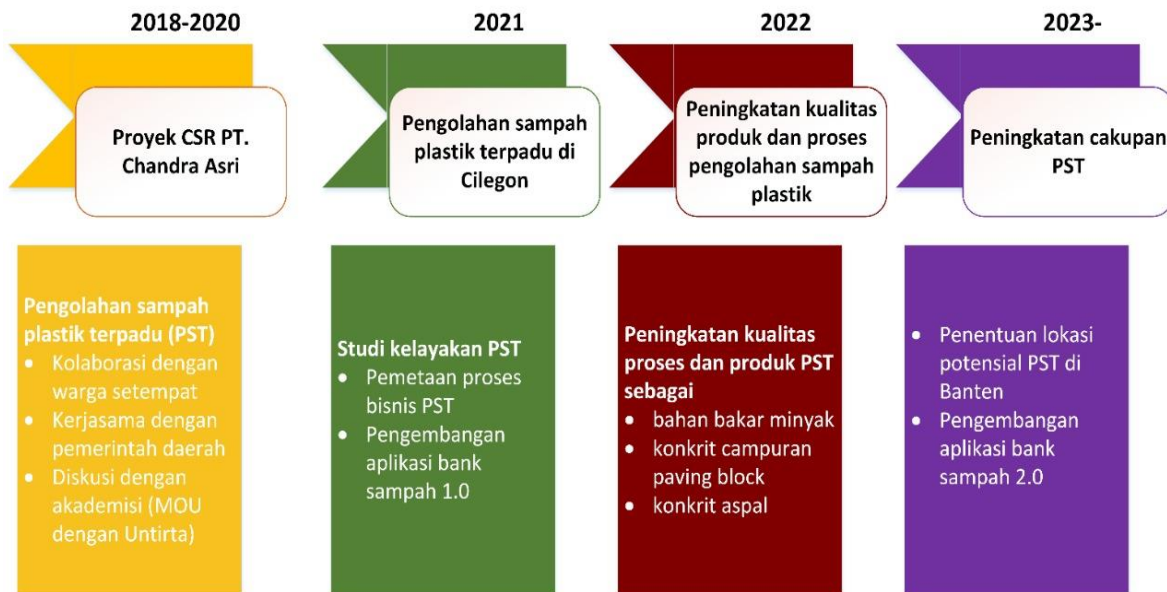 2018-2020
Proyek CSR PT.
Chandra Asri
Pengolahan sampah
plastik terpadu (PST)
• Kolaborasi dengan
warga setempat
• Kerjasama dengan
pemerintah daerah
• Diskusi dengan
akademisi (MOU
dengan Untirta)
2021
Pengolahan sampah
plastik terpadu di
Cilegon
Studi kelayakan PST
• Pemetaan proses
bisnis PST
• Pengembangan
aplikasi bank
sampah 1.0
2022
Peningkatan kualitas
produk dan proses
pengolahan sampah
plastik
Peningkatan kualitas
proses dan produk PST
sebagai
• bahan bakar minyak
• konkrit campuran
paving block
• konkrit aspal
2023-
Peningkatan cakupan
PST
• Penentuan lokasi
potensial PST di
Banten
• Pengembangan
aplikasi bank
sampah 2.0